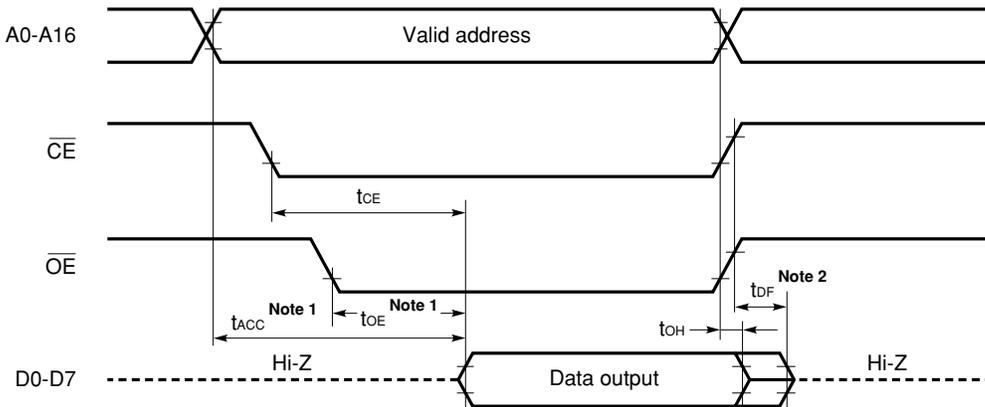 A0-A16
Valid address
CE
tCE
OE
Note 2
tDF
Note 1
Note 1
tACC
tOE
tOH
Hi-Z
Hi-Z
D0-D7
Data output